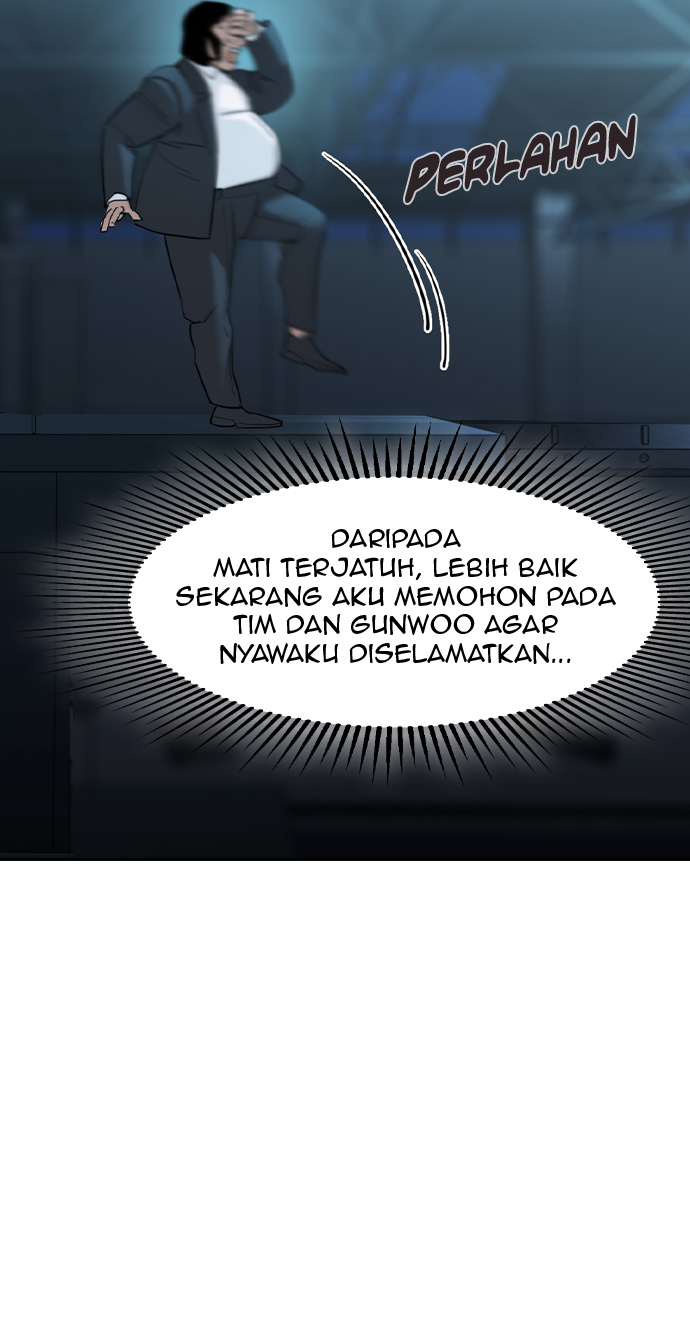 PERLAHAN
DARIPADA
MATI TERJATUH, LEBIH BAIK
SEKARANG AKU MEMOHON PADA
TIM DAN GUNWOO AGAR
NYAWAKU DISELAMATKAN...